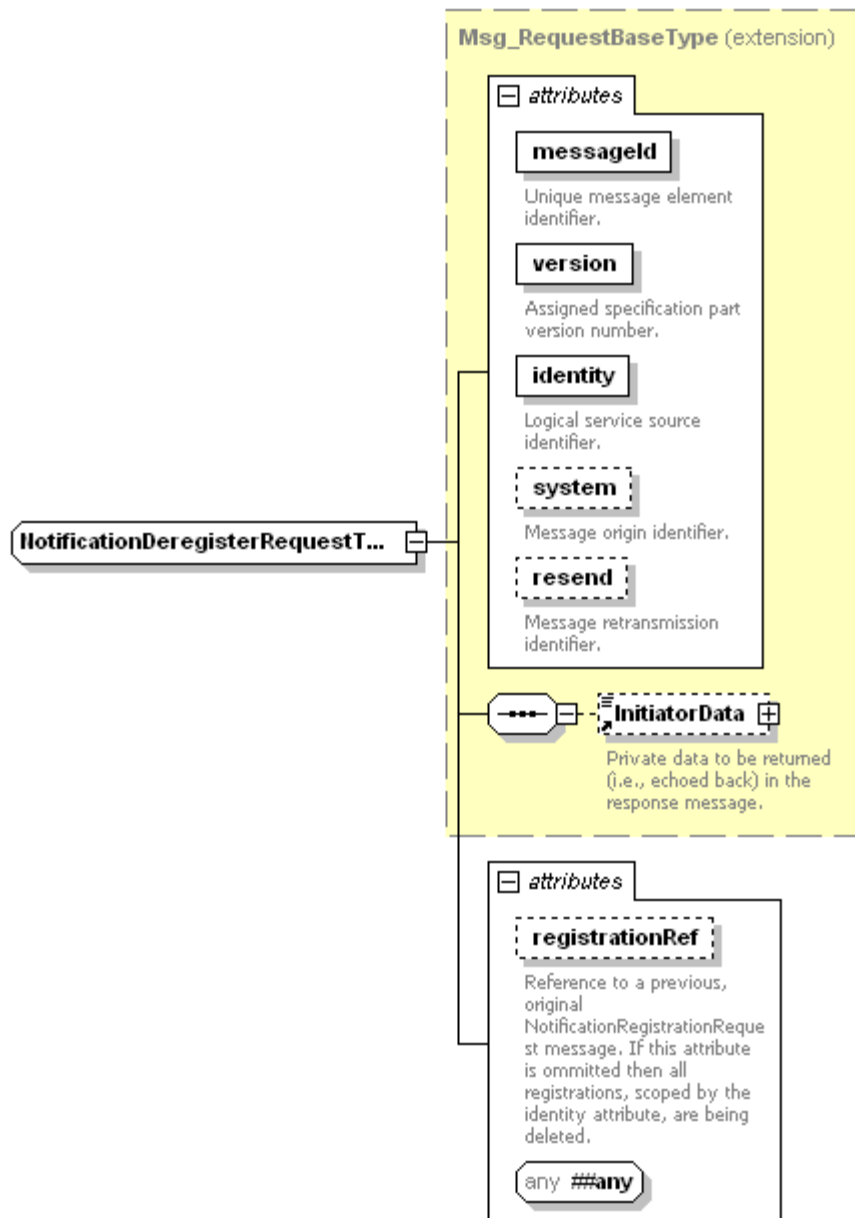 Msg_RequestBaseType (extension)
attributes
messageId
Unique message element
identifier.
version
Assigned specification part
version number.
identity
Logical service source
identifier.
system
Message origin identifier.
resend
Message retransmission
identifier.
NotificationDeregisterRequestT...
InitiatorData
Private data to be returned
(i.e., echoed back) in the
response message.
attributes
registrationRef
Reference to a previous,
original
NotificationRegistrationReque
st message. If this attribute
is ommitted then all
registrations, scoped by the
identity attribute, are being
deleted.
any ##any